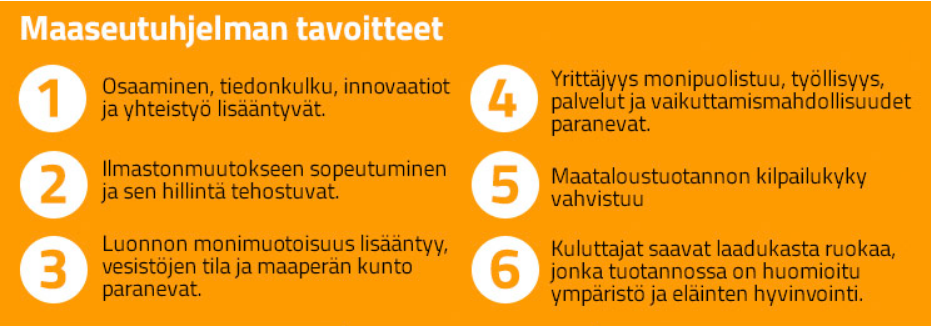 Maaseutuhjelman tavoitteet
1
Osaaminen, tiedonkulku, innovaatiot
ja yhteistyö lisääntyvät.
2
Ilmastonmuutokseen sopeutuminen
ja sen hillintä tehostuvat.
3
Luonnon monimuotoisuus lisääntyy,
vesistöjen tila ja maaperän kunto
paranevat.
4
Yrittäjyys monipuolistuu, työllisyys,
palvelut ja vaikuttamismahdollisuudet
paranevat.
5
Maataloustuotannon kilpailukyky
vahvistuu
6
Kuluttajat saavat laadukasta ruokaa,
jonka tuotannossa on huomioitu
ympäristö ja eläinten hyvinvointi.